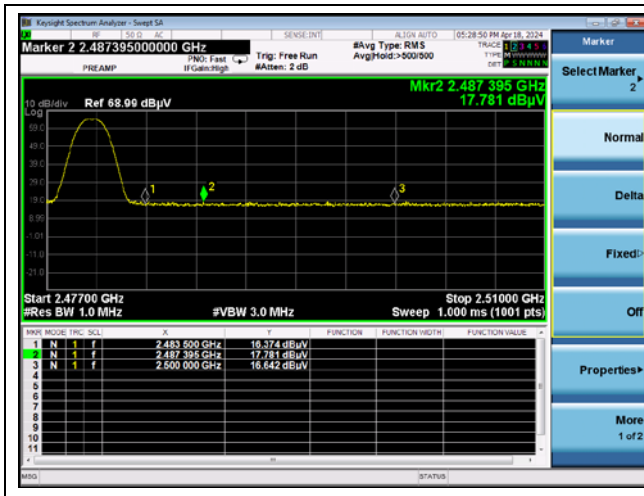 Keysight Spectrum Analyzer - Swept SA
RF 50 Ω AC SENSE:INT ALIGN AUTO 05:28:50 PM Apr 18, 2024
Marker 2 2.487395000000 GHz
PREAMP
PNO: Fast
IFGain:High
Trig: Free Run
#Atten: 2 dB
#Avg Type: RMS
Avg|Hold:>500/500
TRACE 1 2 3 4 5 6
TYPE M WWWWW
DET P S N N N N
Mkr2 2.487 395 GHz
17.781 dBµV
10 dB/div Ref 68.99 dBµV
Log
59.0
49.0
39.0
29.0
19.0
8.99
-1.01
-11.0
-21.0
1
2
3
Start 2.47700 GHz Stop 2.51000 GHz
#Res BW 1.0 MHz #VBW 3.0 MHz Sweep 1.000 ms (1001 pts)
MKR MODE TRC SCL X Y FUNCTION FUNCTION WIDTH FUNCTION VALUE
1 N 1 f 2.483 500 GHz 16.374 dBµV
2 N 1 f 2.487 395 GHz 17.781 dBµV
3 N 1 f 2.500 000 GHz 16.642 dBµV
4
5
6
7
8
9
10
11
MSG STATUS
Marker
Select Marker
2
Normal
Delta
Fixed
Off
Properties
More
1 of 2